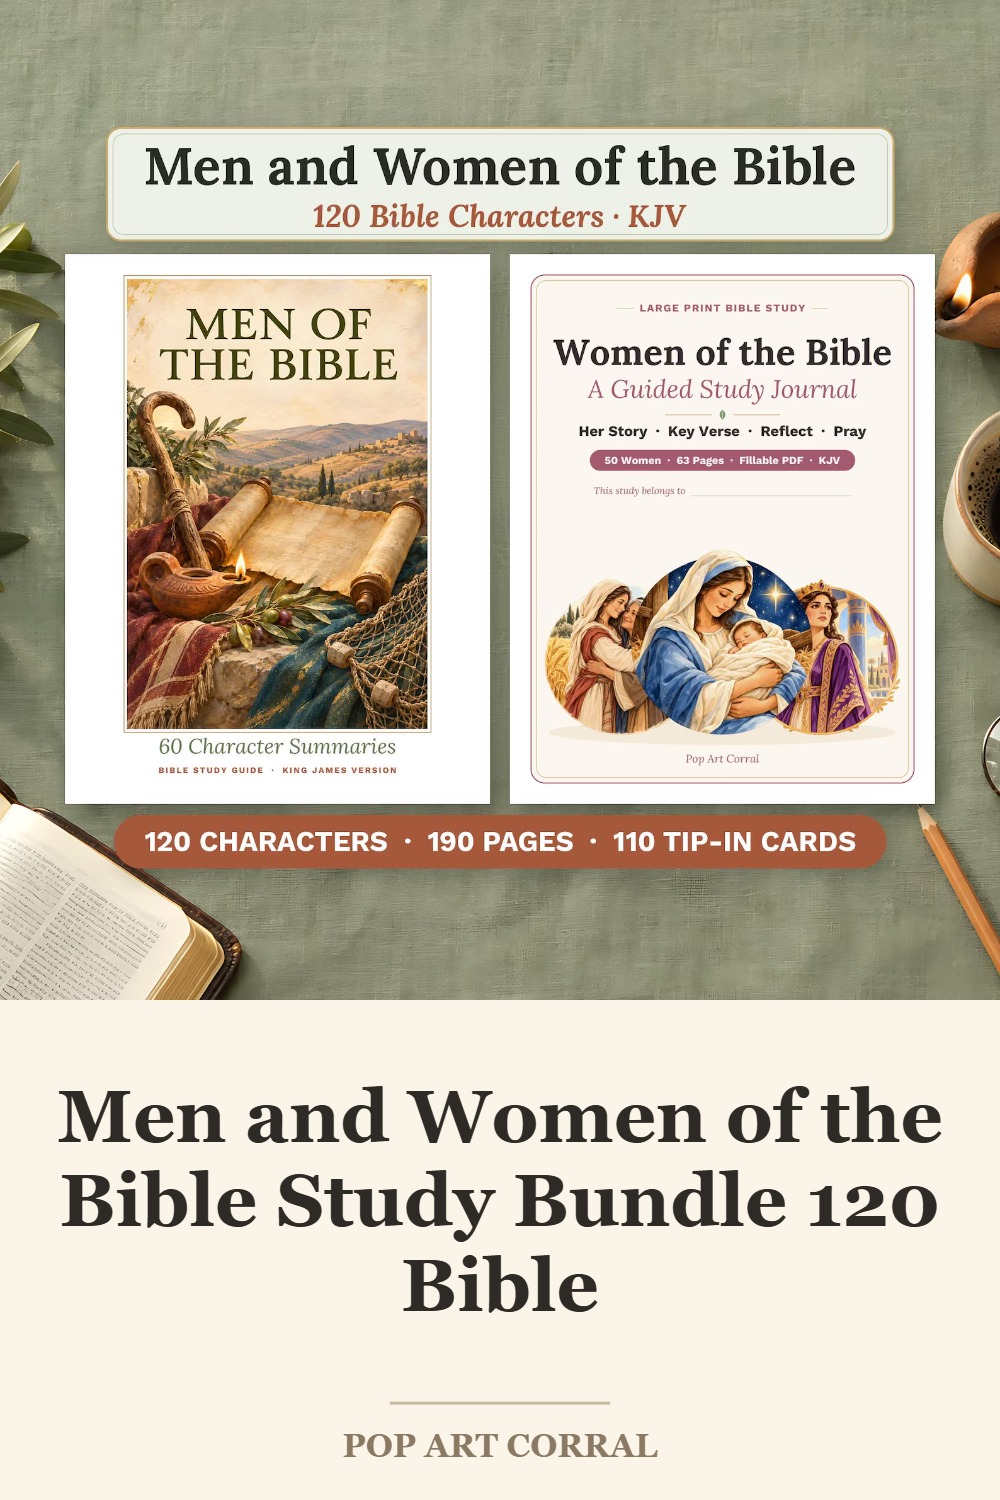 Men and Women of the Bible
120 Bible Characters · KJV
MEN OF
THE BIBLE
60 Character Summaries
BIBLE STUDY GUIDE · KING JAMES VERSION
LARGE PRINT BIBLE STUDY
Women of the Bible
A Guided Study Journal
Her Story · Key Verse · Reflect · Pray
50 Women · 63 Pages · Fillable PDF · KJV
This study belongs to
Pop Art Corral
120 CHARACTERS · 190 PAGES · 110 TIP-IN CARDS
Men and Women of the
Bible Study Bundle 120
Bible
POP ART CORRAL